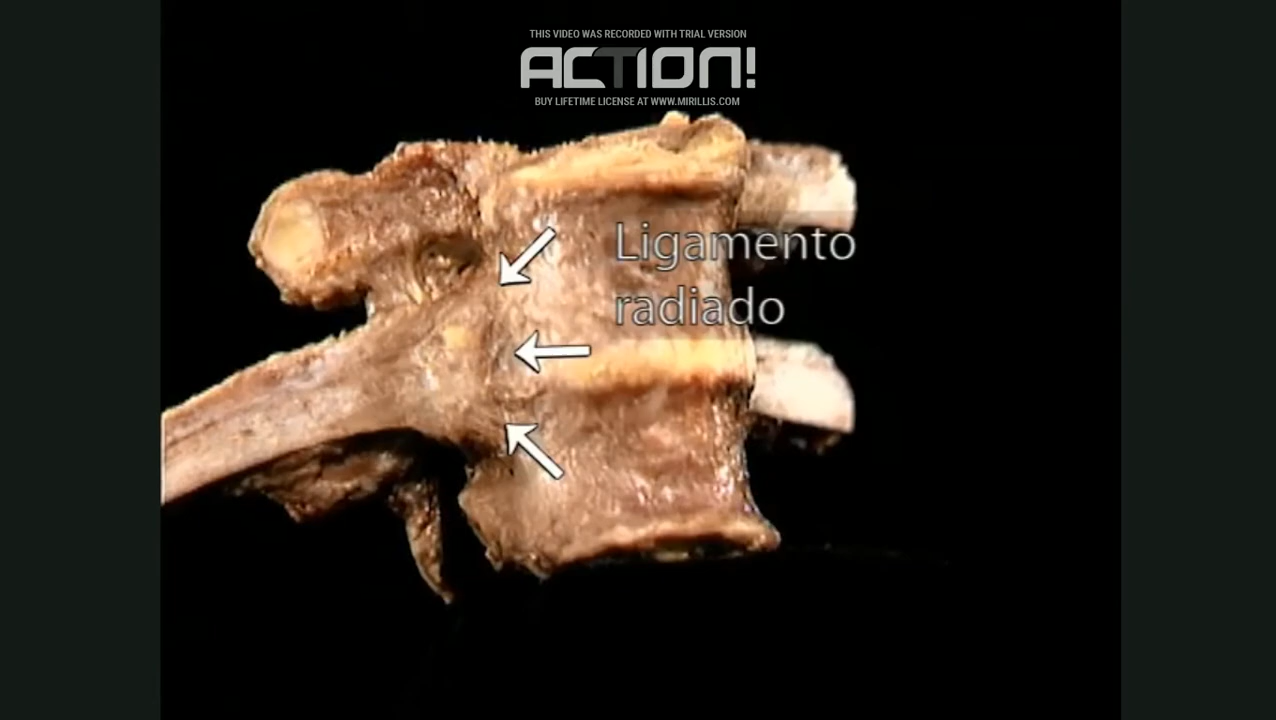 THIS VIDEO WAS RECORDED WITH TRIAL VERSION
ACTION!
BUY LIFETIME LICENSE AT WWW.MIRILLIS.COM
Ligamento
radiado